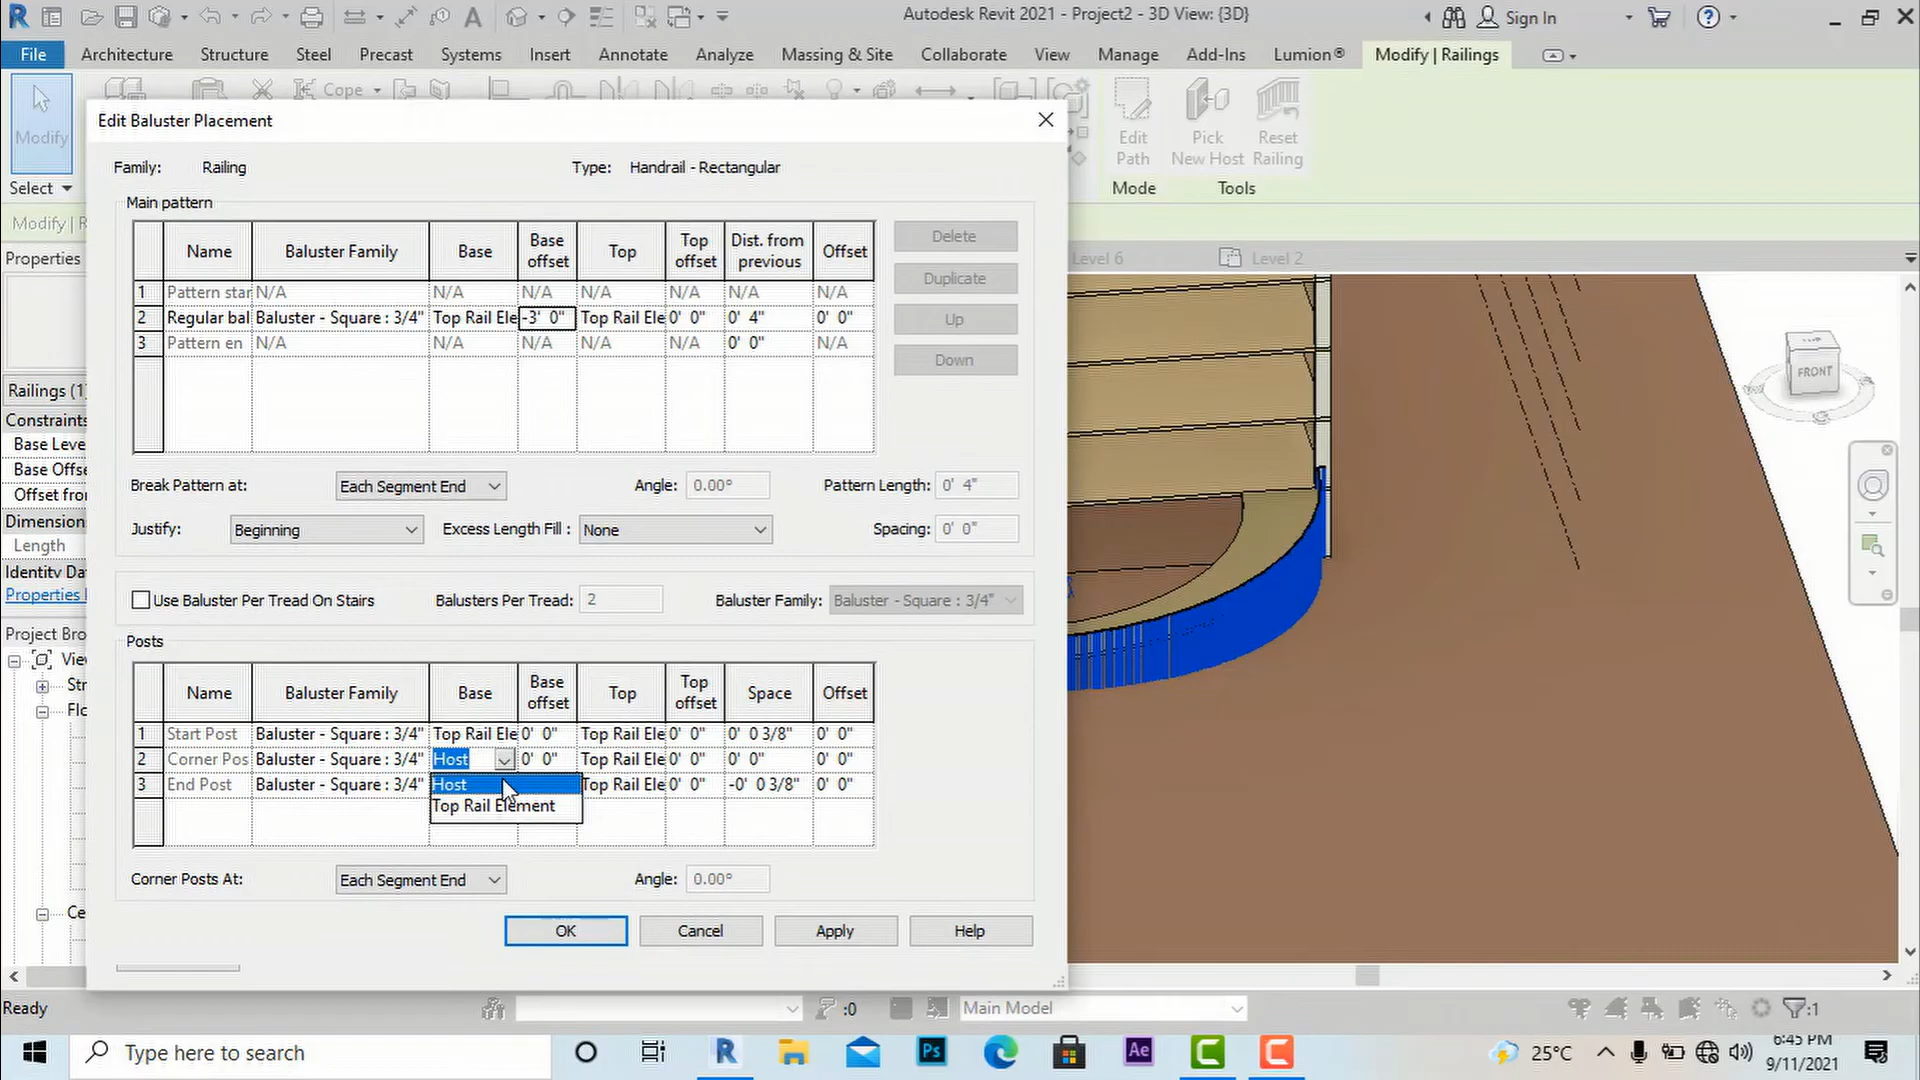 Autodesk Revit 2021 - Project2 - 3D View: {3D}
Sign In
File Architecture Structure Steel Precast Systems Insert Annotate Analyze Massing & Site Collaborate View Manage Add-Ins Lumion® Modify | Railings
Modify
Cope
Edit Path
Pick New Host
Reset Railing
Select
Mode
Tools
Modify | R
Properties
Level 6
Level 2
Railings (1)
Constraints
Base Leve
Base Offse
Offset fror
Dimension
Length
Identity Da
Properties
Project Bro
Vie
Str
Flo
Ce
Edit Baluster Placement
Family: Railing
Type: Handrail - Rectangular
Main pattern
Name Baluster Family Base Base offset Top Top offset Dist. from previous Offset
1 Pattern star N/A N/A N/A N/A N/A N/A N/A
2 Regular bal Baluster - Square : 3/4" Top Rail Ele -3' 0" Top Rail Ele 0' 0" 0' 4" 0' 0"
3 Pattern en N/A N/A N/A N/A N/A 0' 0" N/A
Delete
Duplicate
Up
Down
Break Pattern at: Each Segment End Angle: 0.00° Pattern Length: 0' 4"
Justify: Beginning Excess Length Fill : None Spacing: 0' 0"
Use Baluster Per Tread On Stairs Balusters Per Tread: 2 Baluster Family: Baluster - Square : 3/4"
Posts
Name Baluster Family Base Base offset Top Top offset Space Offset
1 Start Post Baluster - Square : 3/4" Top Rail Ele 0' 0" Top Rail Ele 0' 0" 0' 0 3/8" 0' 0"
2 Corner Pos Baluster - Square : 3/4" Host 0' 0" Top Rail Ele 0' 0" 0' 0" 0' 0"
3 End Post Baluster - Square : 3/4" Host Top Rail Ele 0' 0" -0' 0 3/8" 0' 0"
Top Rail Element
Corner Posts At: Each Segment End Angle: 0.00°
OK Cancel Apply Help
TOP
FRONT
Ready
:0
Main Model
:1
Type here to search
Ps
Ae
25°C
6:45 PM
9/11/2021